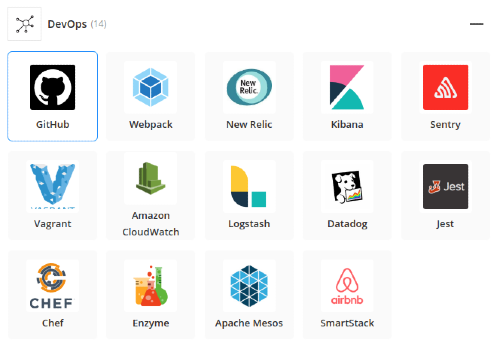 DevOps (14)
GitHub
Webpack
New
Relic.
New Relic
Kibana
Sentry
VAGRANT
Vagrant
Amazon
CloudWatch
Logstash
DATADOG
Datadog
Jest
Jest
CHEF
Chef
Enzyme
Apache Mesos
airbnb
SmartStack